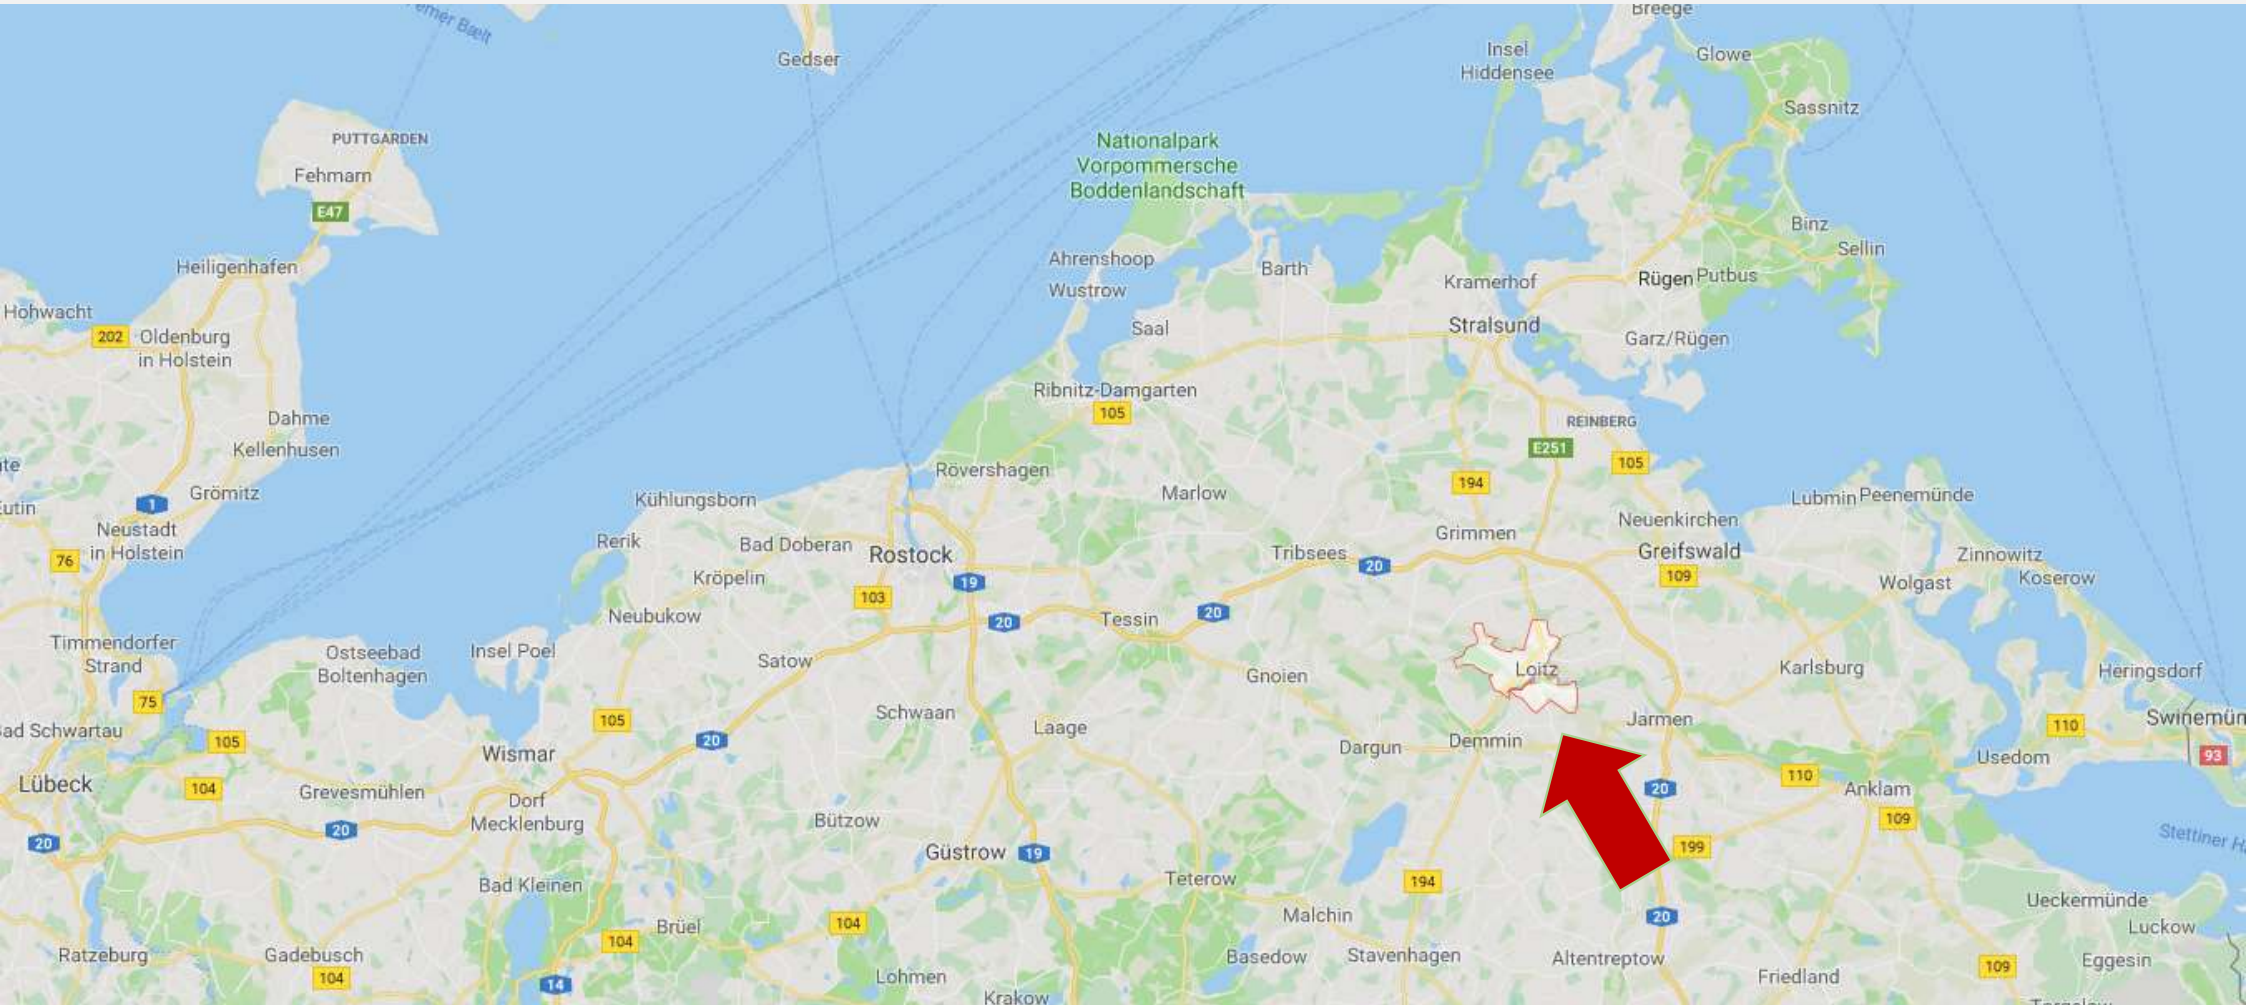 Femer Bælt
Gedser
Breege
Insel
Hiddensee
Glowe
Sassnitz
PUTTGARDEN
Fehmarn
E47
Nationalpark
Vorpommersche
Boddenlandschaft
Binz
Sellin
Heiligenhafen
Ahrenshoop
Wustrow
Barth
Kramerhof
Rügen
Putbus
Hohwacht
202
Oldenburg
in Holstein
Saal
Stralsund
Garz/Rügen
Ribnitz-Damgarten
105
Dahme
Kellenhusen
REINBERG
E251
105
Rövershagen
194
Grömitz
1
Kühlungsborn
Marlow
Lubmin
Peenemünde
Neustadt
in Holstein
Neuenkirchen
Grimmen
76
Rerik
Bad Doberan
Rostock
Tribsees
20
Greifswald
109
Zinnowitz
Koserow
Wolgast
Kröpelin
103
19
Neubukow
20
Tessin
20
Timmendorfer
Strand
Ostseebad
Boltenhagen
Insel Poel
Satow
Gnoien
Loitz
Karlsburg
Heringsdorf
75
105
Schwaan
Laage
Jarmen
Swinemün
110
ad Schwartau
105
20
Wismar
Dargun
Demmin
Usedom
93
Lübeck
104
Grevesmühlen
Dorf
Mecklenburg
20
110
Anklam
109
20
20
Bützow
Güstrow
19
199
Stettiner H
Bad Kleinen
Teterow
194
104
Brüel
104
Malchin
20
Ueckermünde
Luckow
Ratzeburg
Gadebusch
104
14
Lohmen
Krakow
Basedow
Stavenhagen
Altentreptow
Friedland
109
Eggesin